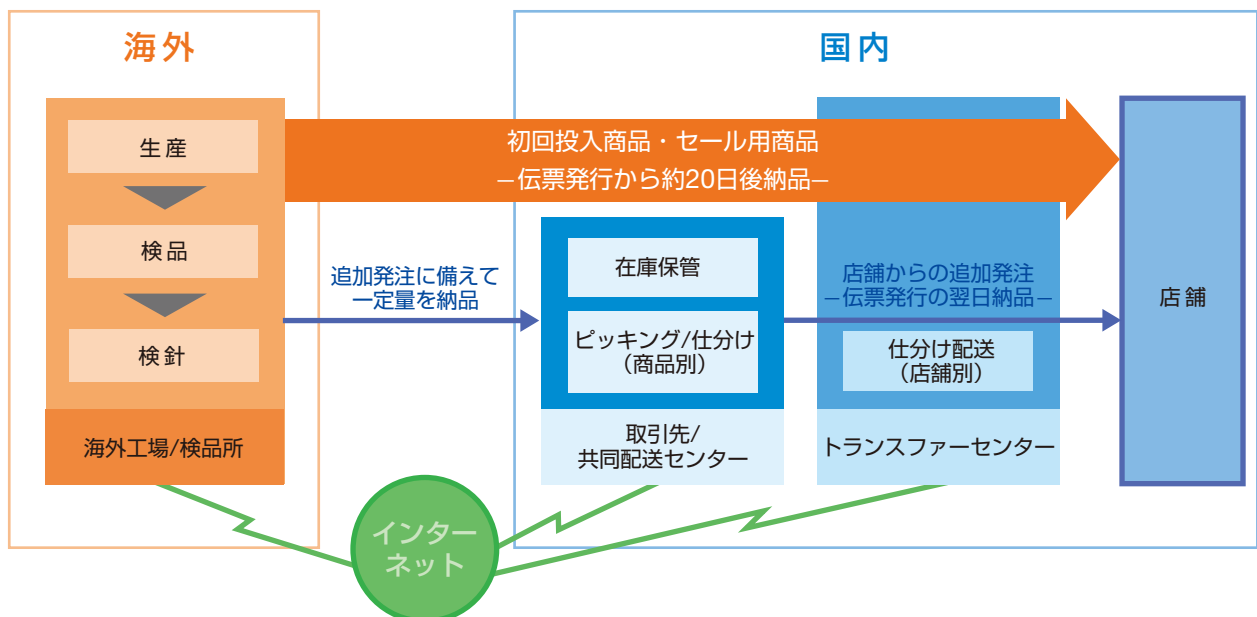 海外
国内
生産
検品
検針
海外工場/検品所
初回投入商品・セール用商品
−伝票発行から約20日後納品−
追加発注に備えて
一定量を納品
在庫保管
ピッキング/仕分け
(商品別)
取引先/
共同配送センター
店舗からの追加発注
−伝票発行の翌日納品−
仕分け配送
(店舗別)
トランスファーセンター
店舗
インター
ネット